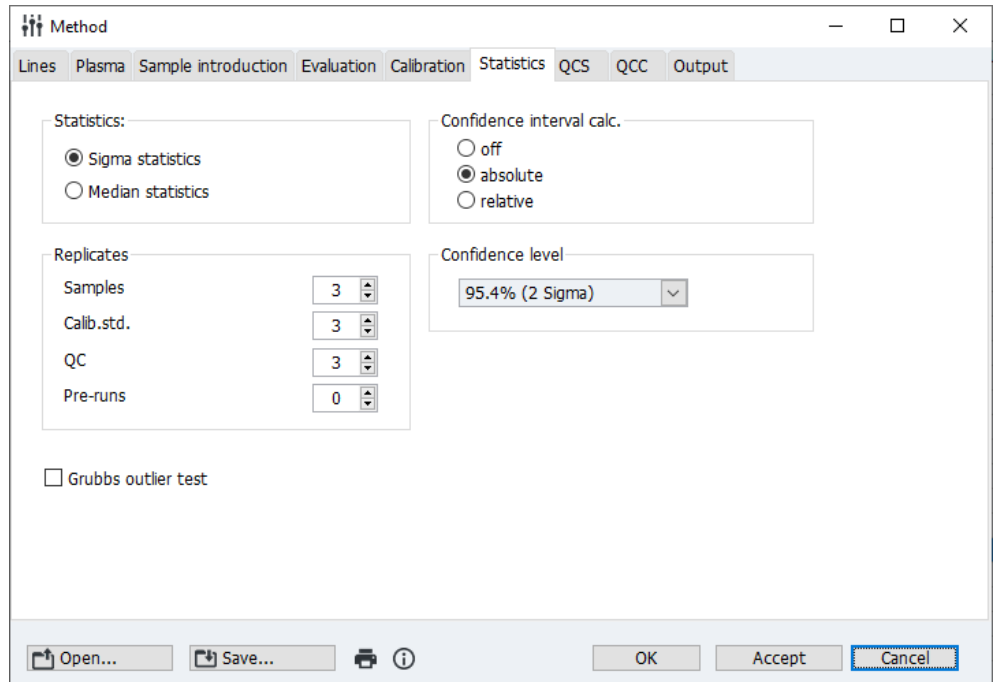 Method
Lines Plasma Sample introduction Evaluation Calibration Statistics QCS QCC Output
Statistics:
Sigma statistics
Median statistics
Confidence interval calc.
off
absolute
relative
Replicates
Samples 3
Calib.std. 3
QC 3
Pre-runs 0
Confidence level
95.4% (2 Sigma)
Grubbs outlier test
Open... Save... OK Accept Cancel